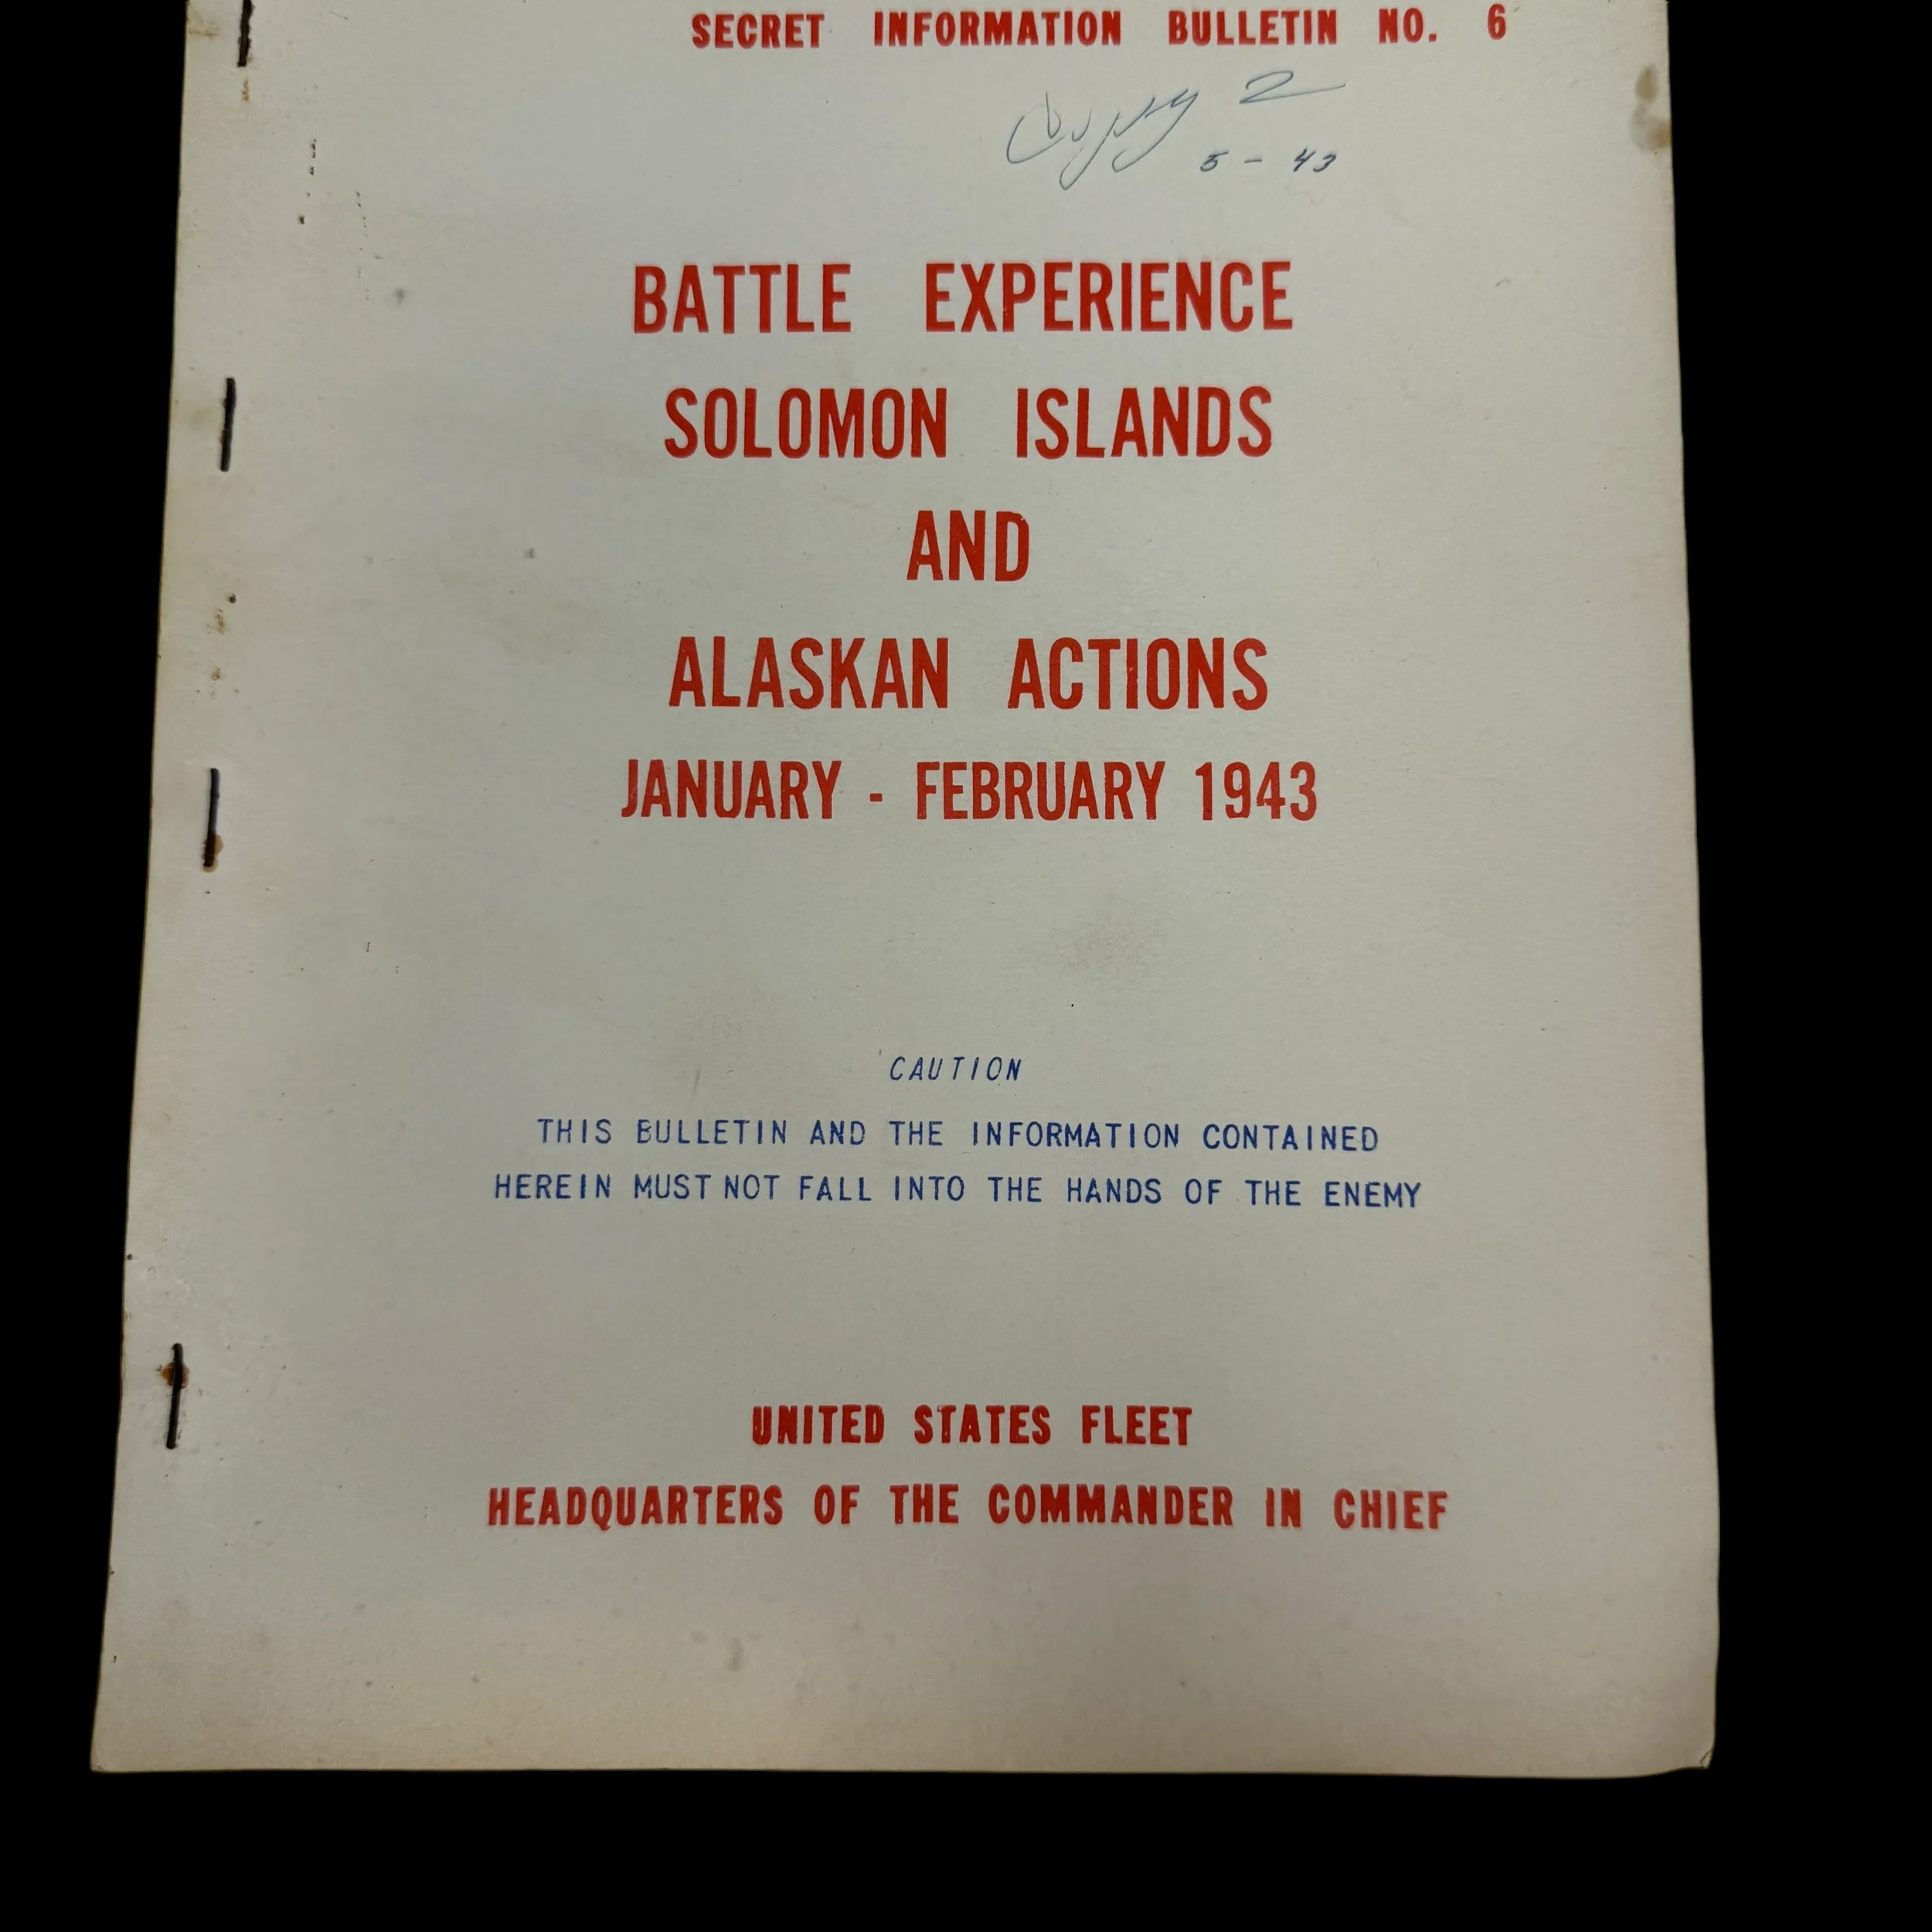 SECRET INFORMATION BULLETIN NO. 6
Copy 2
5 - 43
BATTLE EXPERIENCE
SOLOMON ISLANDS
AND
ALASKAN ACTIONS
JANUARY - FEBRUARY 1943
CAUTION
THIS BULLETIN AND THE INFORMATION CONTAINED
HEREIN MUST NOT FALL INTO THE HANDS OF THE ENEMY
UNITED STATES FLEET
HEADQUARTERS OF THE COMMANDER IN CHIEF